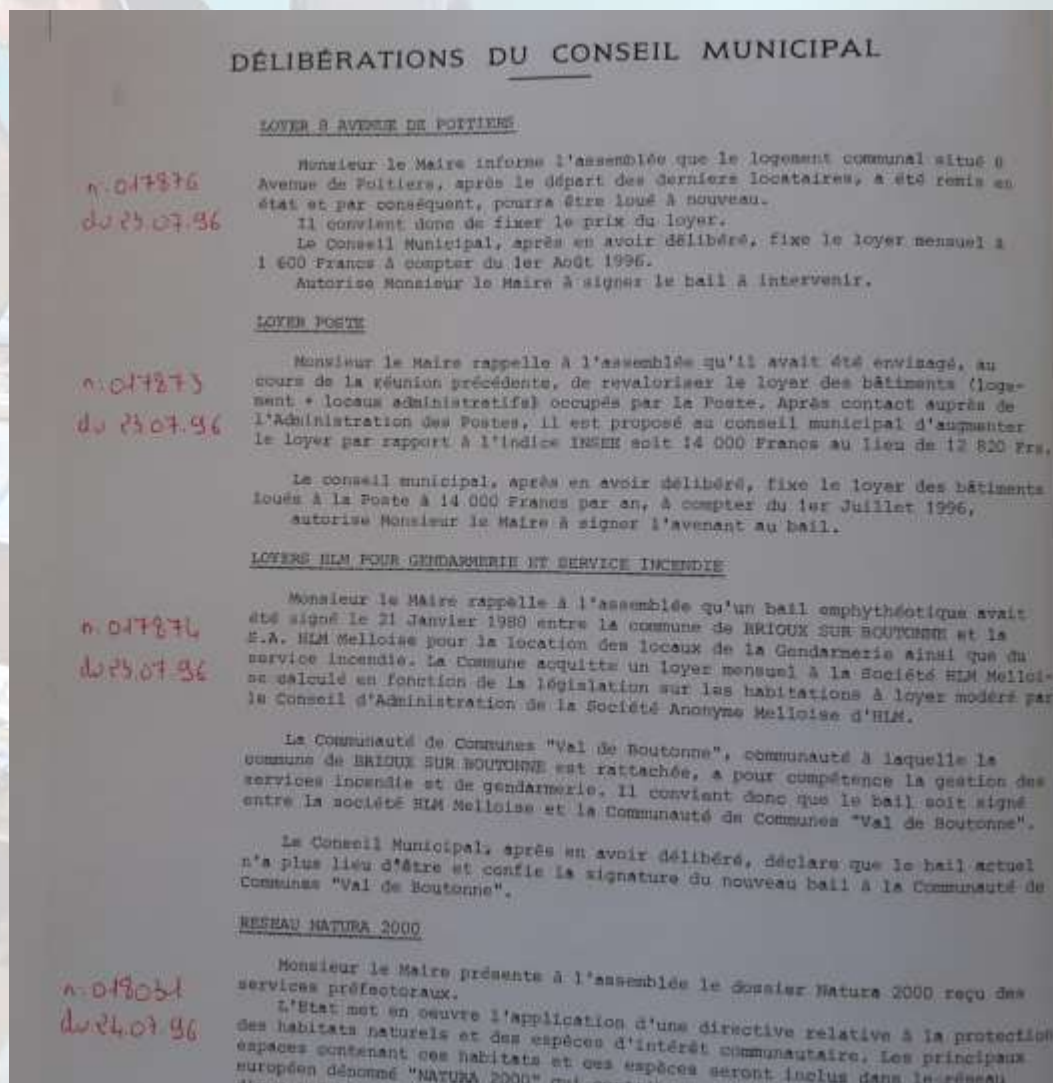 DÉLIBÉRATIONS DU CONSEIL MUNICIPAL
LOYER 8 AVENUE DE POITIERS
n: 017876
du 23.07.96
Monsieur le Maire informe l'assemblée que le logement communal situé 8
Avenue de Poitiers, après le départ des derniers locataires, a été remis en
état et par conséquent, pourra être loué à nouveau.
Il convient donc de fixer le prix du loyer.
Le Conseil Municipal, après en avoir délibéré, fixe le loyer mensuel à
1 600 Francs à compter du 1er Août 1996.
Autorise Monsieur le Maire à signer le bail à intervenir.
LOYER POSTE
n: 017873
du 23.07.96
Monsieur le Maire rappelle à l'assemblée qu'il avait été envisagé, au
cours de la réunion précédente, de revaloriser le loyer des bâtiments (loge-
ment + locaux administratifs) occupés par la Poste. Après contact auprès de
l'Administration des Postes, il est proposé au conseil municipal d'augmenter
le loyer par rapport à l'indice INSEE soit 14 000 Francs au lieu de 12 820 Frs.
Le conseil municipal, après en avoir délibéré, fixe le loyer des bâtiments
loués à la Poste à 14 000 Francs par an, à compter du 1er Juillet 1996,
autorise Monsieur le Maire à signer l'avenant au bail.
LOYERS HLM POUR GENDARMERIE ET SERVICE INCENDIE
n: 017874
du 23.07.96
Monsieur le MAire rappelle à l'assemblée qu'un bail emphythéotique avait
été signé le 21 Janvier 1980 entre la commune de BRIOUX SUR BOUTONNE et la
S.A. HLM Melloise pour la location des locaux de la Gendarmerie ainsi que du
service incendie. La Commune acquitte un loyer mensuel à la Société HLM Melloi-
se calculé en fonction de la législation sur les habitations à loyer modéré par
le Conseil d'Administration de la Société Anonyme Melloise d'HLM.
La Communauté de Communes "Val de Boutonne", communauté à laquelle la
commune de BRIOUX SUR BOUTONNE est rattachée, a pour compétence la gestion des
services incendie et de gendarmerie. Il convient donc que le bail soit signé
entre la société HLM Melloise et la Communauté de Communes "Val de Boutonne".
Le Conseil Municipal, après en avoir délibéré, déclare que le bail actuel
n'a plus lieu d'être et confie la signature du nouveau bail à la Communauté de
Communes "Val de Boutonne".
RESEAU NATURA 2000
n: 018031
du 24.07.96
Monsieur le Maire présente à l'assemblée le dossier Natura 2000 reçu des
services préfectoraux.
L'Etat met en oeuvre l'application d'une directive relative à la protection
des habitats naturels et des espèces d'intérêt communautaire. Les principaux
espaces contenant ces habitats et ces espèces seront inclus dans le réseau
européen dénommé "NATURA 2000" qui